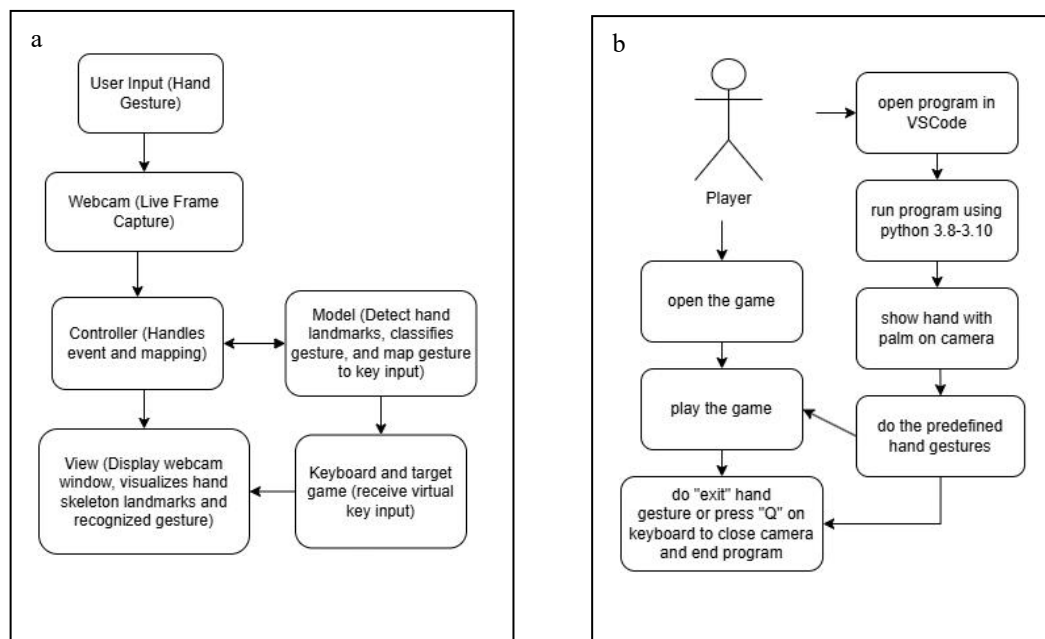 a
User Input (Hand
Gesture)
Webcam (Live Frame
Capture)
Controller (Handles
event and mapping)
Model (Detect hand
landmarks, classifies
gesture, and map gesture
to key input)
View (Display webcam
window, visualizes hand
skeleton landmarks and
recognized gesture)
Keyboard and target
game (receive virtual
key input)
b
Player
open program in
VSCode
run program using
python 3.8-3.10
open the game
show hand with
palm on camera
play the game
do the predefined
hand gestures
do "exit" hand
gesture or press "Q" on
keyboard to close camera
and end program